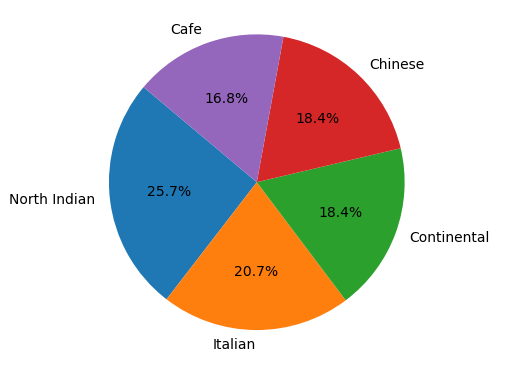 Cafe
16.8%
Chinese
18.4%
North Indian
25.7%
18.4%
Continental
20.7%
Italian